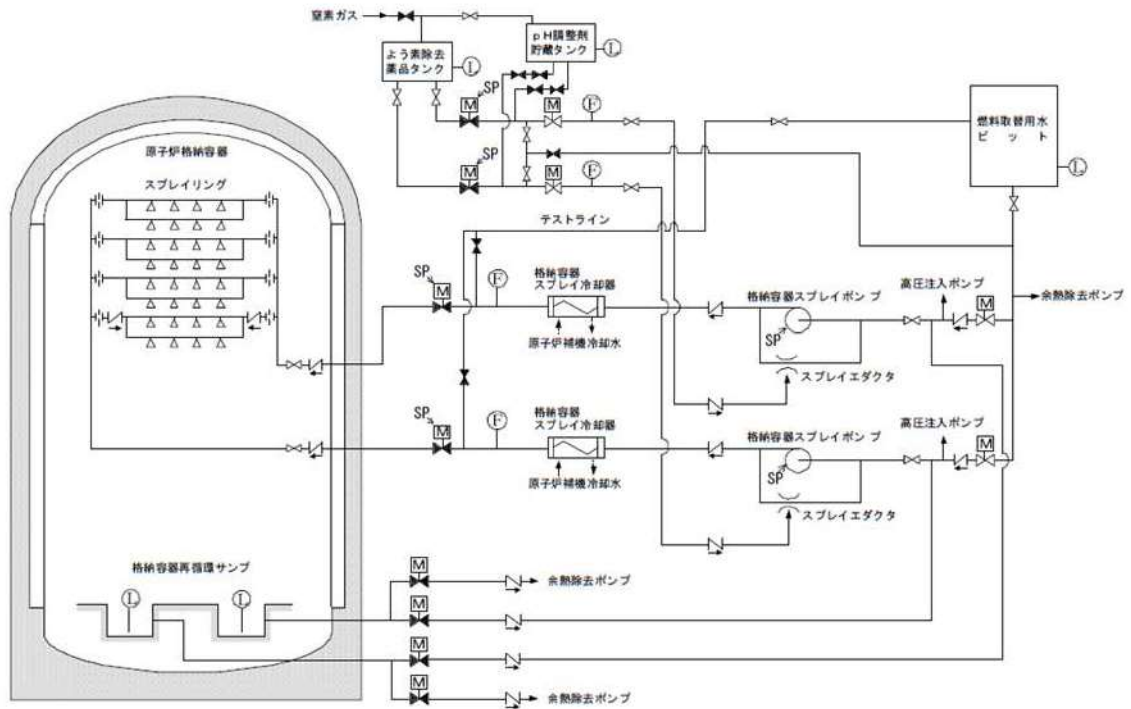 窒素ガス
よう素除去
薬品タンク
L
pH調整剤
貯蔵タンク
L
SP
M
M
F
SP
M
M
F
燃料取替用水
ピット
L
原子炉格納容器
スプレイリング
テストライン
SP
M
F
格納容器
スプレイ冷却器
原子炉補機冷却水
格納容器スプレイポンプ
SP
スプレイエダクタ
高圧注入ポンプ
M
余熱除去ポンプ
SP
M
F
格納容器
スプレイ冷却器
原子炉補機冷却水
格納容器スプレイポンプ
SP
スプレイエダクタ
高圧注入ポンプ
M
格納容器再循環サンプ
L
L
M
余熱除去ポンプ
M
M
M
余熱除去ポンプ